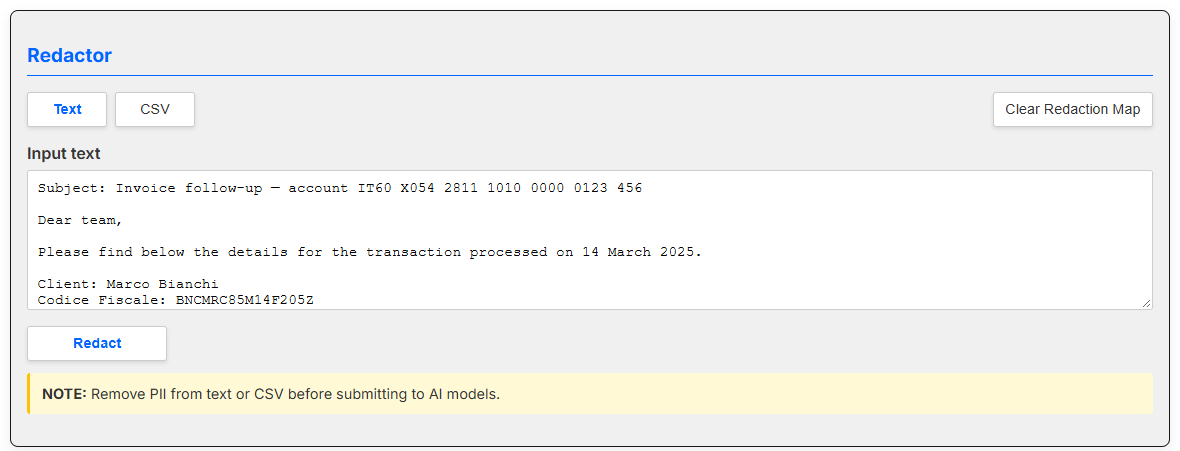 Redactor
Text CSV Clear Redaction Map
Input text
Subject: Invoice follow-up — account IT60 X054 2811 1010 0000 0123 456
Dear team,
Please find below the details for the transaction processed on 14 March 2025.
Client: Marco Bianchi
Codice Fiscale: BNCMRC85M14F205Z
Redact
NOTE: Remove PII from text or CSV before submitting to AI models.